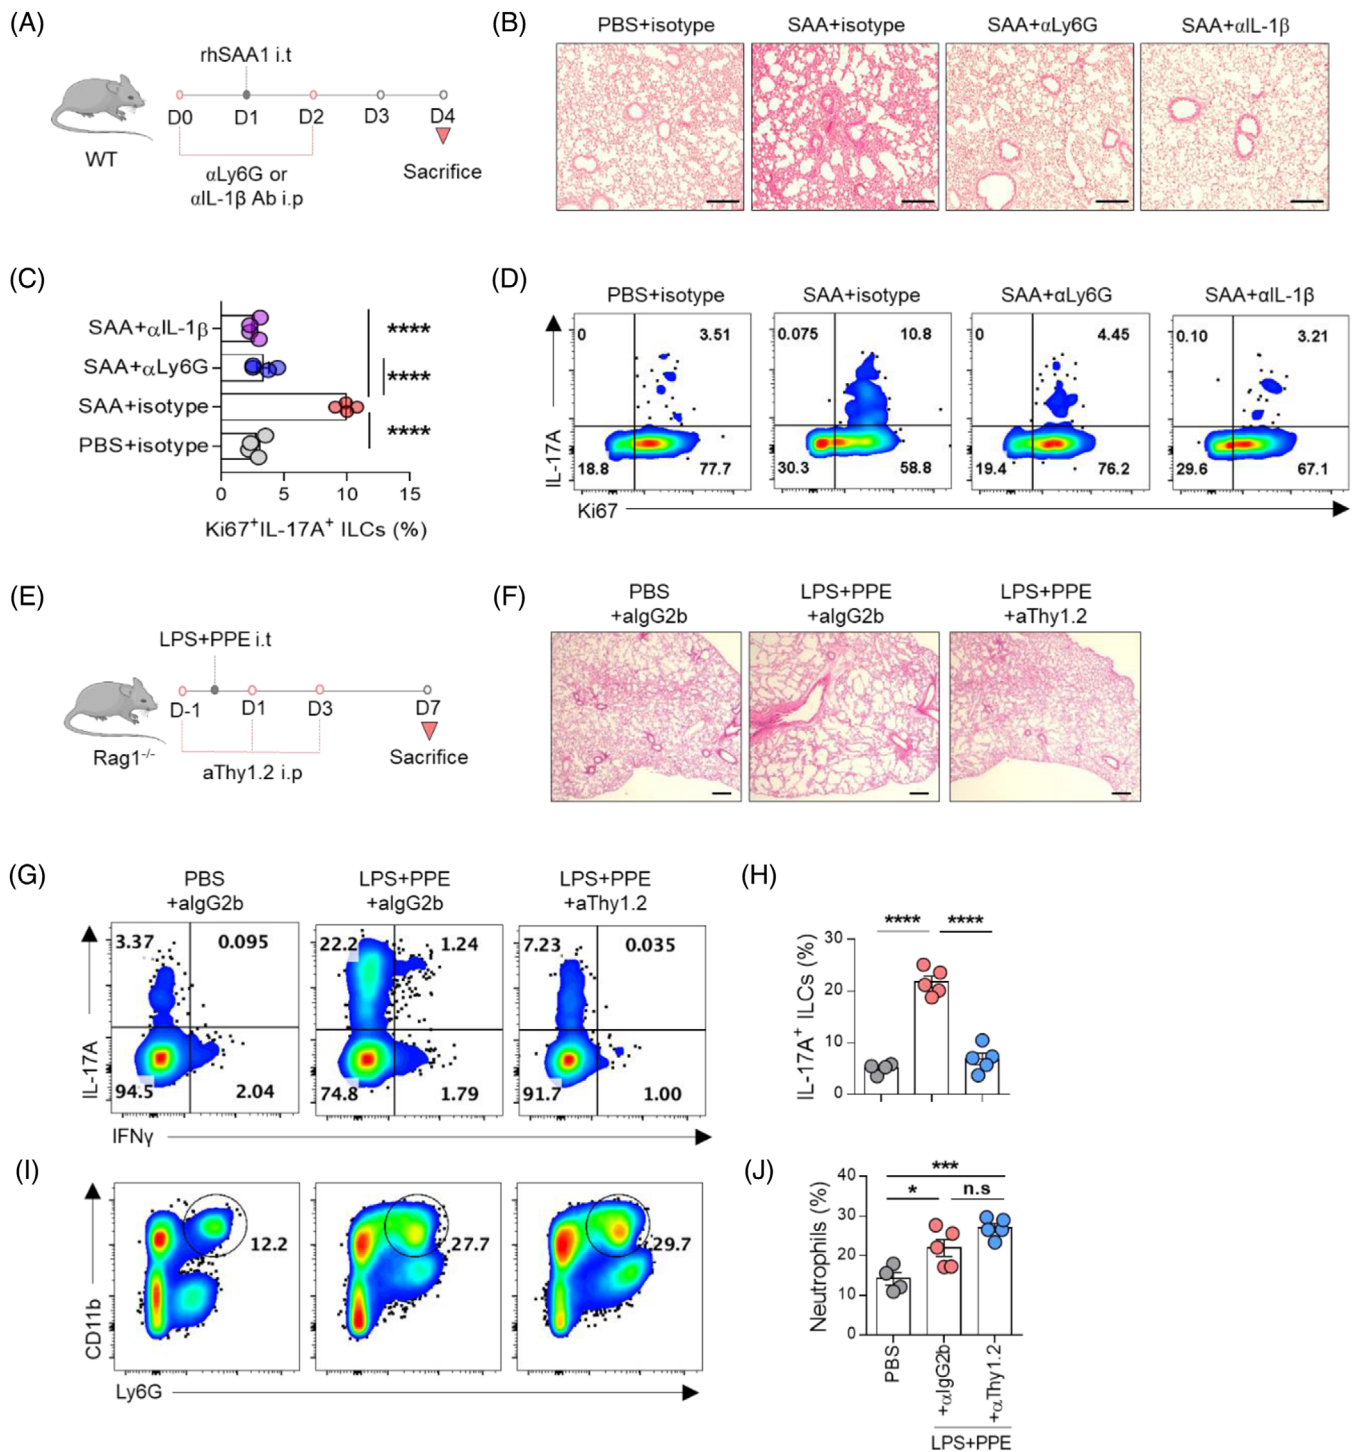 (A)
rhSAA1 i.t
D0 D1 D2 D3 D4
WT
αLy6G or
αIL-1β Ab i.p
Sacrifice
(B)
PBS+isotype SAA+isotype SAA+αLy6G SAA+αIL-1β
(C)
SAA+αIL-1β
SAA+αLy6G
SAA+isotype
PBS+isotype
****
****
****
0 5 10 15
Ki67⁺IL-17A⁺ ILCs (%)
(D)
PBS+isotype SAA+isotype SAA+αLy6G SAA+αIL-1β
0 3.51 0.075 10.8 0 4.45 0.10 3.21
18.8 77.7 30.3 58.8 19.4 76.2 29.6 67.1
IL-17A
Ki67
(E)
LPS+PPE i.t
D-1 D1 D3 D7
Rag1⁻/⁻
aThy1.2 i.p
Sacrifice
(F)
PBS LPS+PPE LPS+PPE
+aIgG2b +aIgG2b +aThy1.2
(G)
PBS LPS+PPE LPS+PPE
+aIgG2b +aIgG2b +aThy1.2
3.37 0.095 22.2 1.24 7.23 0.035
94.5 2.04 74.8 1.79 91.7 1.00
IL-17A
IFNγ
(H)
**** ****
30
20
10
0
IL-17A⁺ ILCs (%)
(I)
12.2 27.7 29.7
CD11b
Ly6G
(J)
***
* n.s
40
30
20
10
0
Neutrophils (%)
PBS
+αIgG2b
+αThy1.2
LPS+PPE